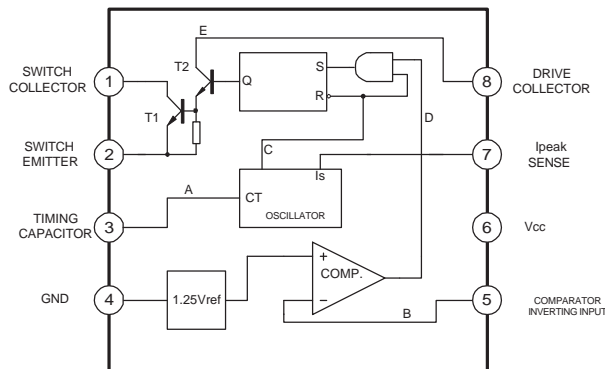 E
SWITCH
COLLECTOR
1
T2
Q
S
R
8
DRIVE
COLLECTOR
T1
D
SWITCH
EMITTER
2
C
7
Ipeak
SENSE
A
CT
Is
OSCILLATOR
TIMING
CAPACITOR
3
6
Vcc
GND
4
1.25Vref
+
COMP.
−
B
5
COMPARATOR
INVERTING INPUT